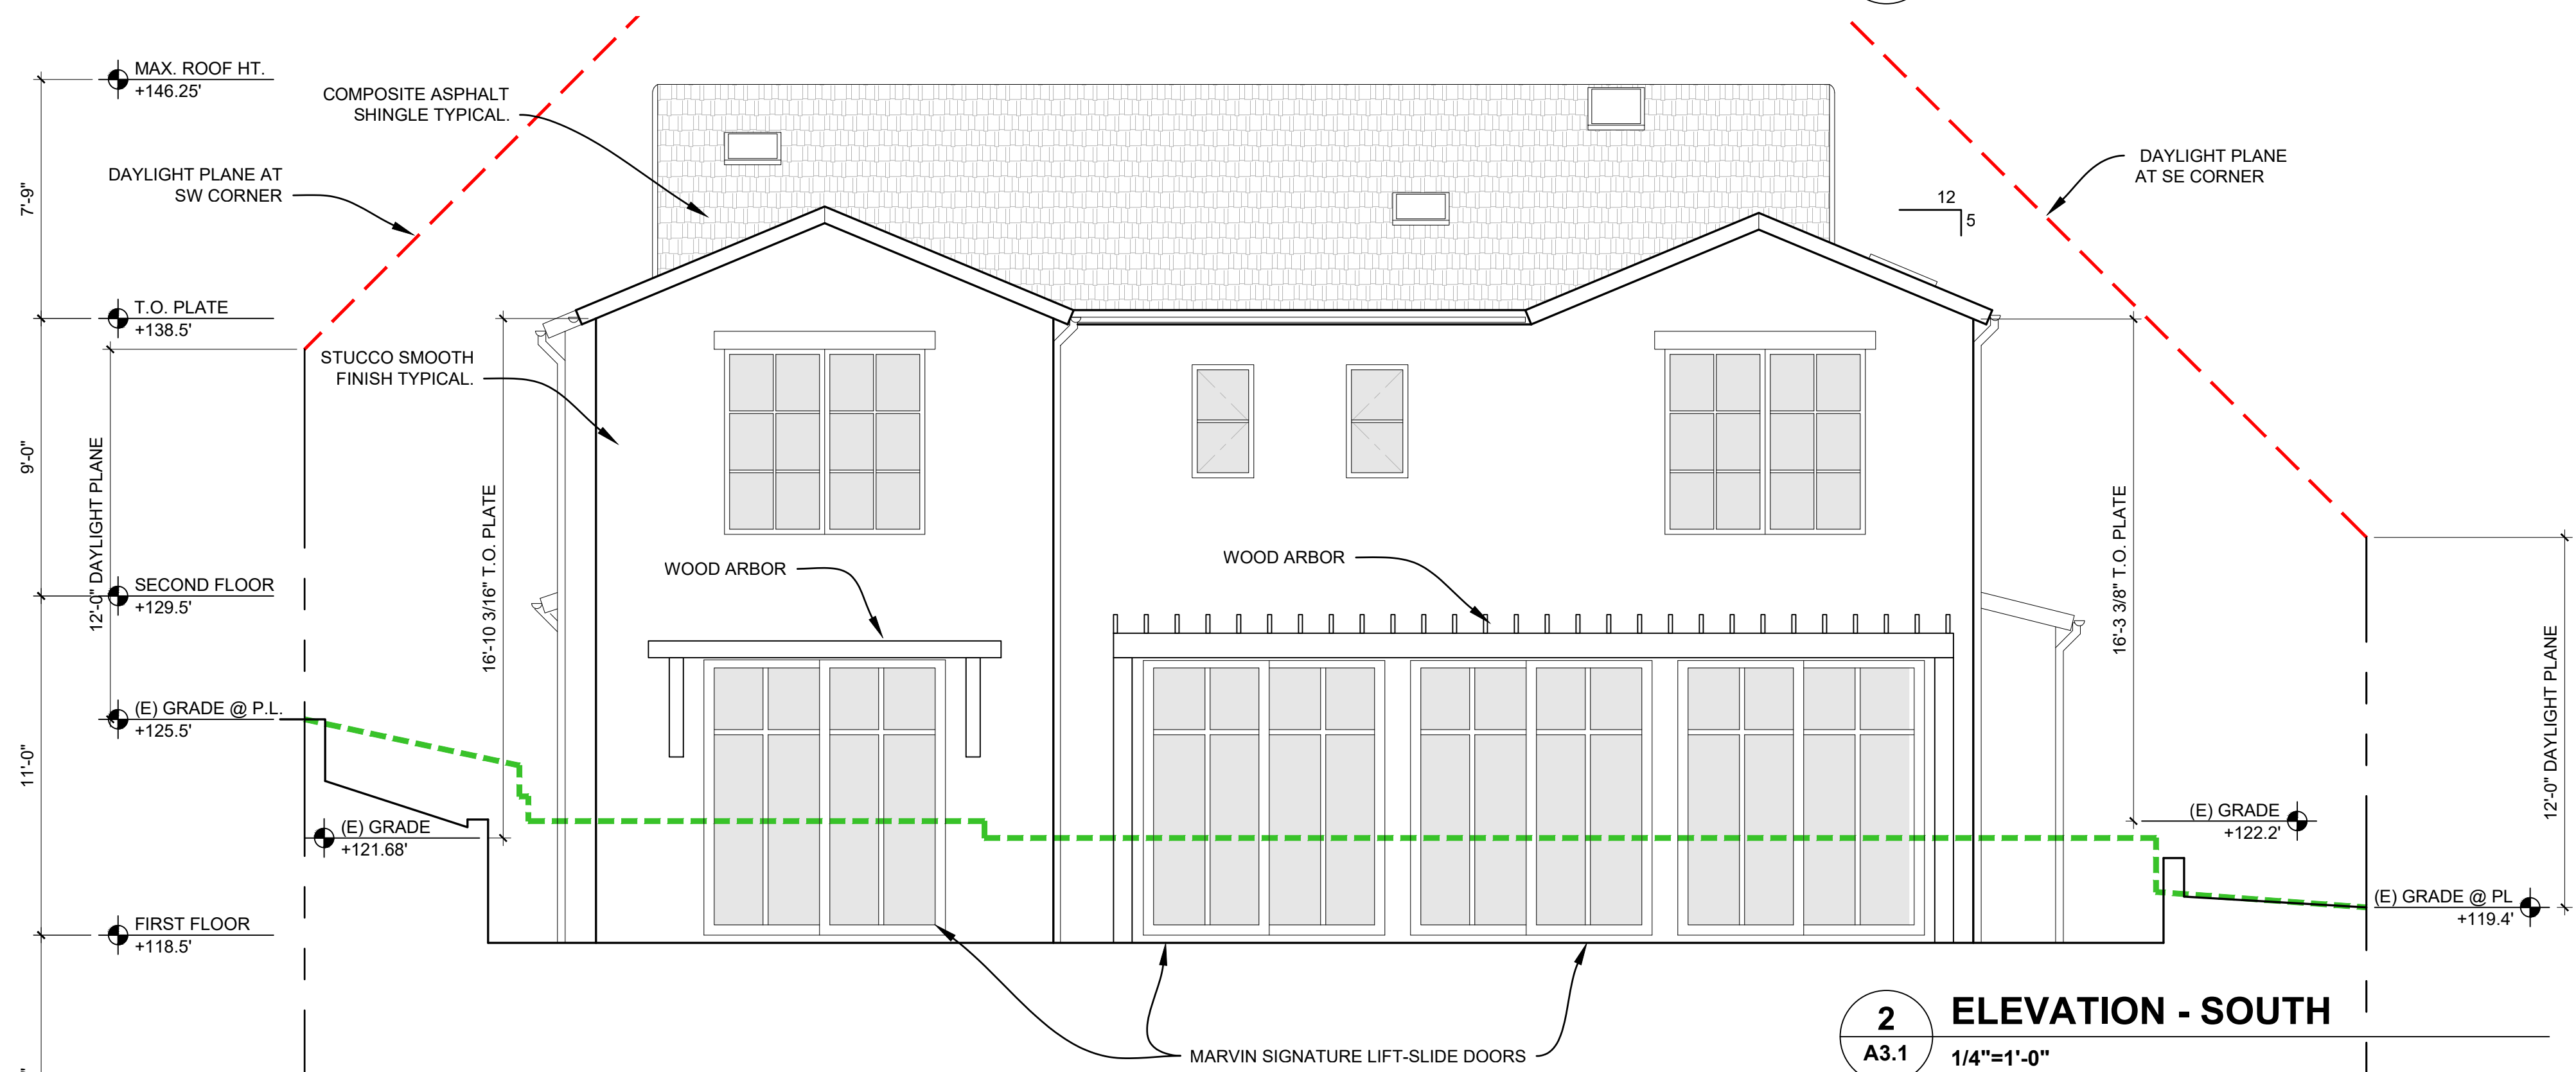 MAX. ROOF HT.
+146.25'
COMPOSITE ASPHALT
SHINGLE TYPICAL.
DAYLIGHT PLANE AT
SW CORNER
DAYLIGHT PLANE
AT SE CORNER
12
5
7'-9"
T.O. PLATE
+138.5'
STUCCO SMOOTH
FINISH TYPICAL.
9'-0"
12'-0" DAYLIGHT PLANE
16'-10 3/16" T.O. PLATE
16'-3 3/8" T.O. PLATE
WOOD ARBOR
WOOD ARBOR
SECOND FLOOR
+129.5'
12'-0" DAYLIGHT PLANE
(E) GRADE @ P.L.
+125.5'
11'-0"
(E) GRADE
+121.68'
(E) GRADE
+122.2'
(E) GRADE @ PL
+119.4'
FIRST FLOOR
+118.5'
MARVIN SIGNATURE LIFT-SLIDE DOORS
2
A3.1
ELEVATION - SOUTH
1/4"=1'-0"